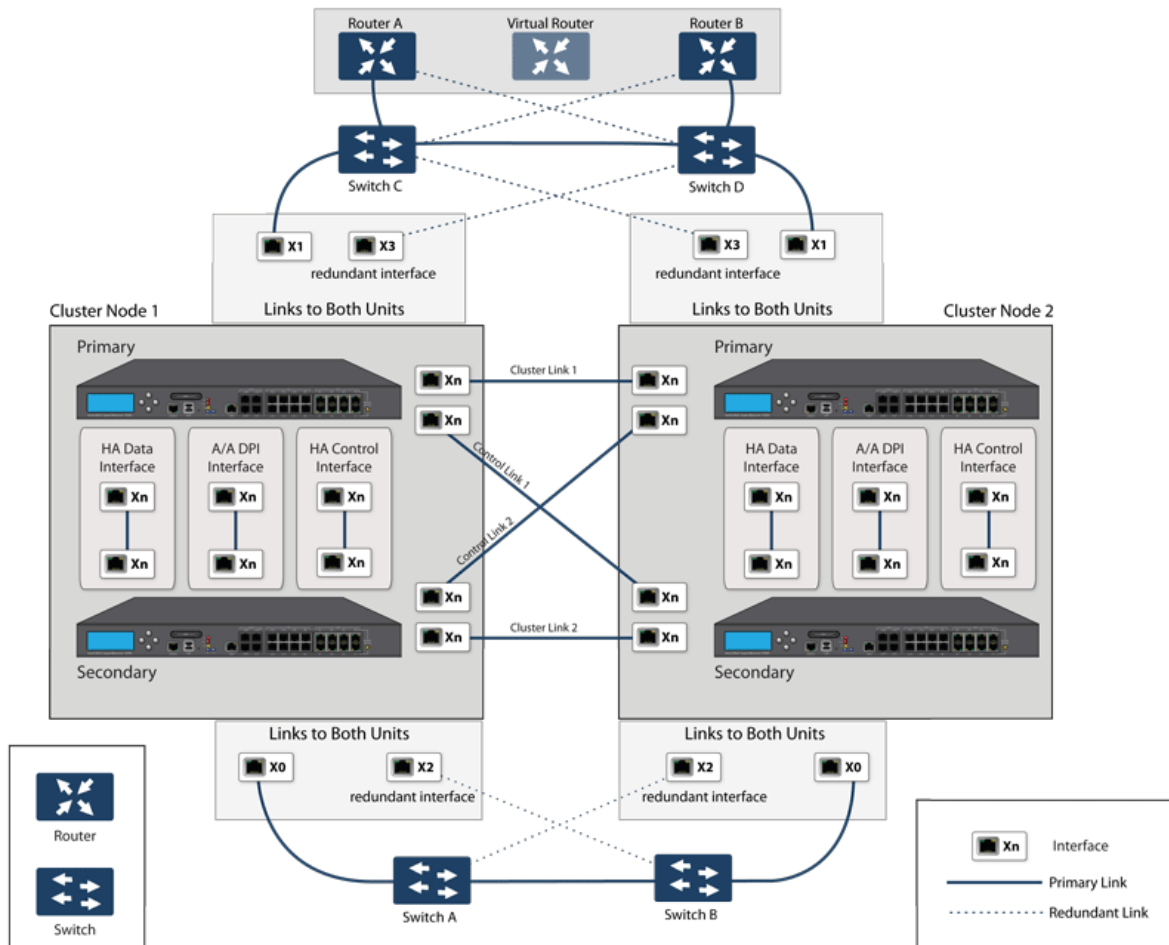 Router A
Virtual Router
Router B
Switch C
Switch D
X1
X3
redundant interface
Links to Both Units
X3
X1
redundant interface
Links to Both Units
Cluster Node 1
Cluster Node 2
Primary
Primary
Xn
Cluster Link 1
Xn
Xn
Xn
Control Link 1
Control Link 2
HA Data
Interface
Xn
Xn
A/A DPI
Interface
Xn
Xn
HA Control
Interface
Xn
Xn
HA Data
Interface
Xn
Xn
A/A DPI
Interface
Xn
Xn
HA Control
Interface
Xn
Xn
Xn
Xn
Xn
Cluster Link 2
Xn
Secondary
Secondary
Links to Both Units
X0
X2
redundant interface
Links to Both Units
X2
X0
redundant interface
Switch A
Switch B
Router
Switch
Xn
Interface
Primary Link
Redundant Link